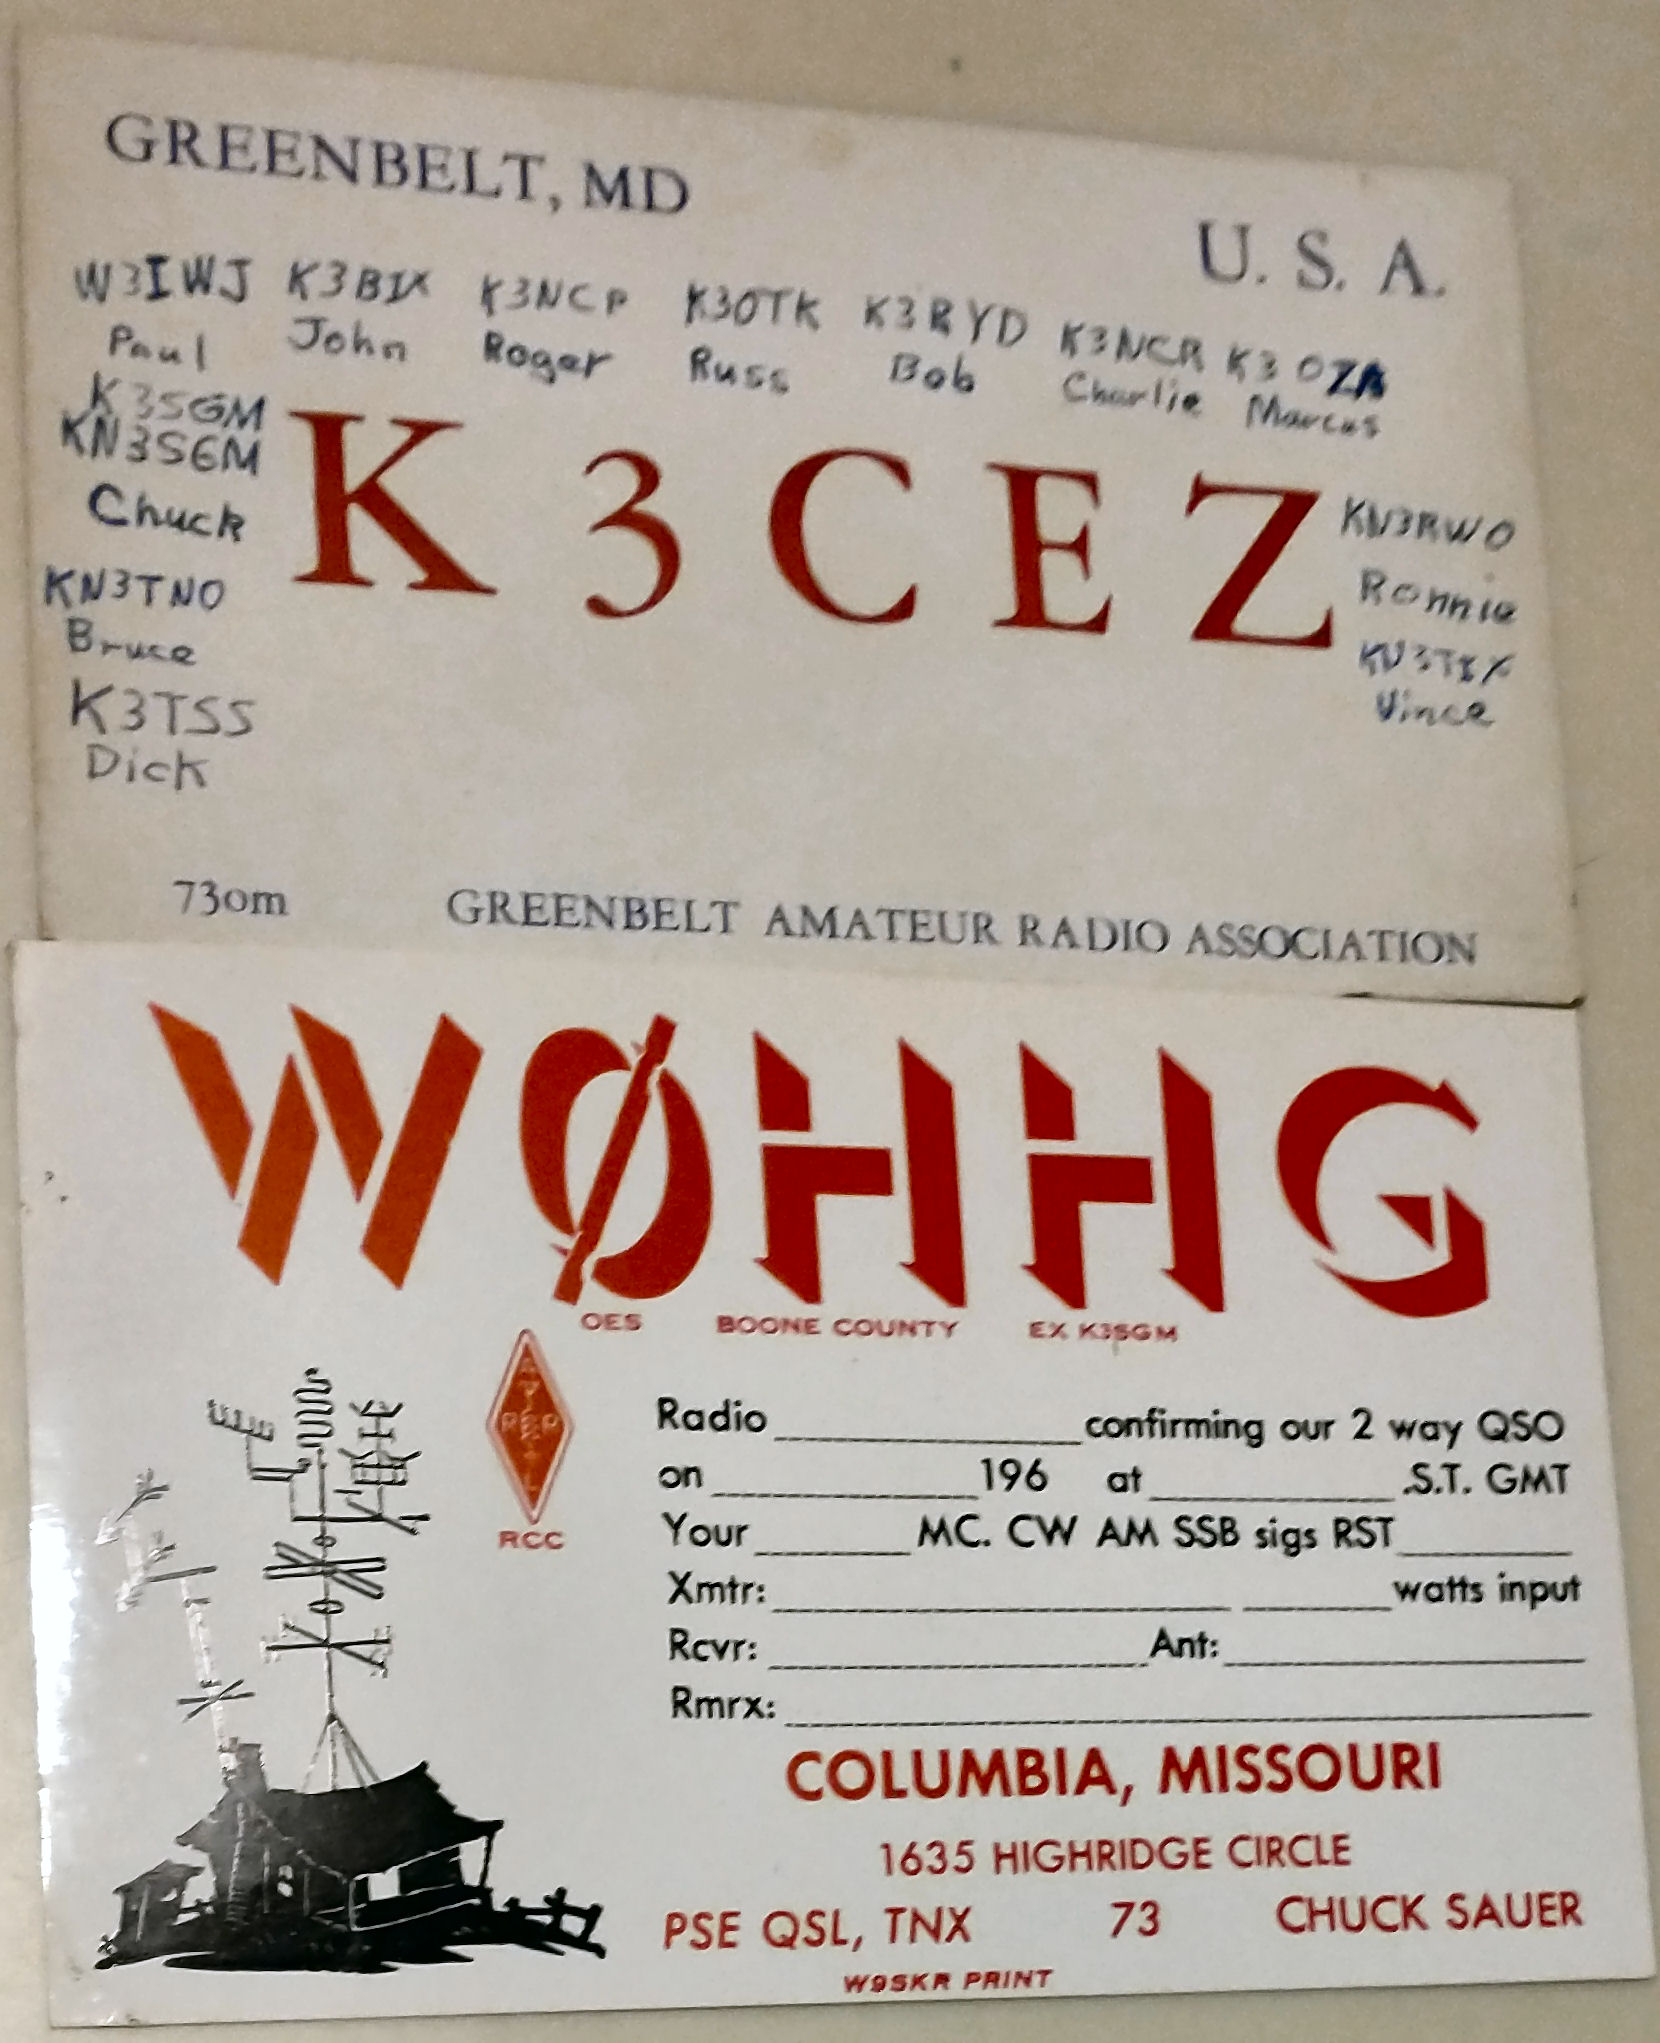 GREENBELT, MD
U. S. A.
W3IWJ K3BIX K3NCP K3OTK K3RYD K3NCR K3OZA
Paul John Roger Russ Bob Charlie Marcus
K3SGM
KN3SGM
Chuck
KN3TNO
Bruce
K3TSS
Dick
K3CEZ
KN3RWO
Ronnie
KN3TIX
Vince
73om GREENBELT AMATEUR RADIO ASSOCIATION
WØHHG
OES BOONE COUNTY EX K3SGM
RCC
Radio confirming our 2 way QSO
on 196 at .S.T. GMT
Your MC. CW AM SSB sigs RST
Xmtr: watts input
Rcvr: Ant:
Rmrx:
COLUMBIA, MISSOURI
1635 HIGHRIDGE CIRCLE
PSE QSL, TNX 73 CHUCK SAUER
W9SKR PRINT